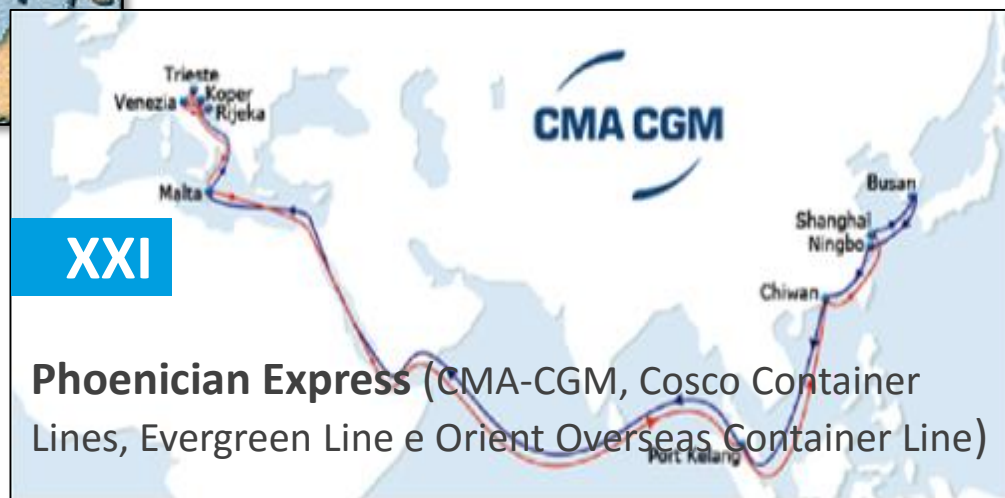 Trieste
Venezia
Koper
Rijeka
CMA CGM
Malta
Busan
Shanghai
Ningbo
XXI
Chiwan
Phoenician Express (CMA-CGM, Cosco Container
Lines, Evergreen Line e Orient Overseas Container Line)
Port Kelang